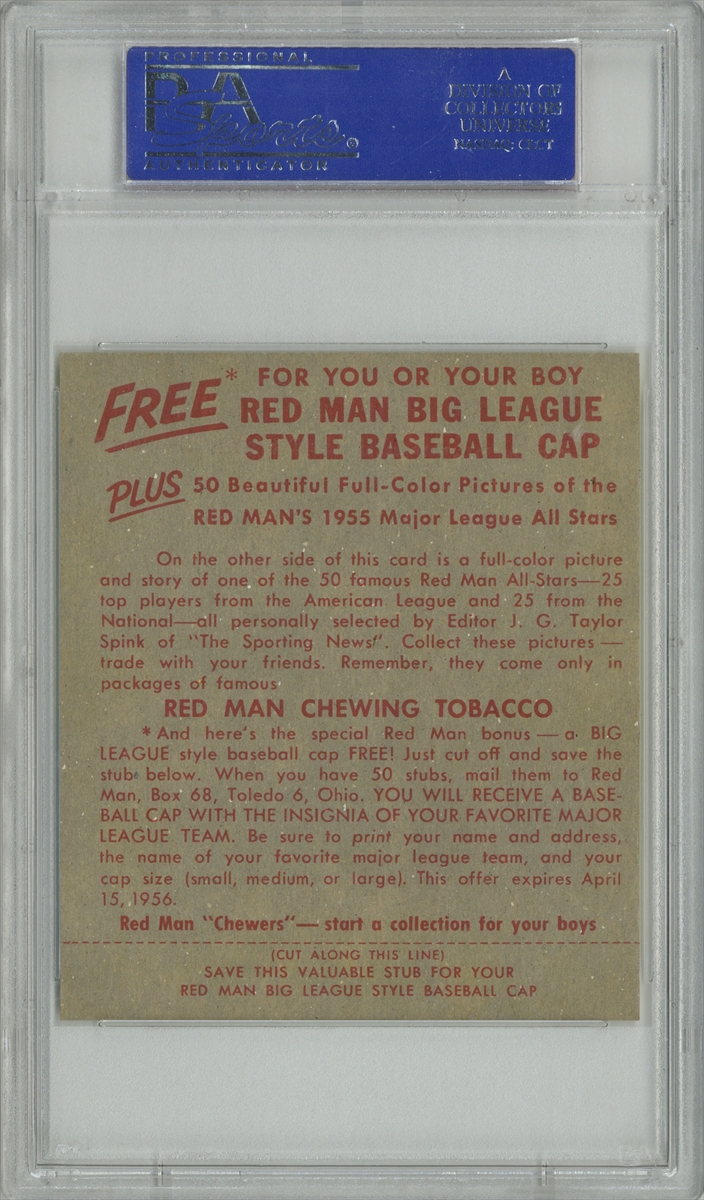 PROFESSIONAL
PSA
Sports®
AUTHENTICATOR
A
DIVISION OF
COLLECTORS
UNIVERSE
NASDAQ: CLCT
FREE* FOR YOU OR YOUR BOY
RED MAN BIG LEAGUE
STYLE BASEBALL CAP
PLUS 50 Beautiful Full-Color Pictures of the
RED MAN'S 1955 Major League All Stars
On the other side of this card is a full-color picture
and story of one of the 50 famous Red Man All-Stars—25
top players from the American League and 25 from the
National—all personally selected by Editor J. G. Taylor
Spink of "The Sporting News". Collect these pictures—
trade with your friends. Remember, they come only in
packages of famous
RED MAN CHEWING TOBACCO
* And here's the special Red Man bonus — a BIG
LEAGUE style baseball cap FREE! Just cut off and save the
stub below. When you have 50 stubs, mail them to Red
Man, Box 68, Toledo 6, Ohio. YOU WILL RECEIVE A BASE-
BALL CAP WITH THE INSIGNIA OF YOUR FAVORITE MAJOR
LEAGUE TEAM. Be sure to print your name and address,
the name of your favorite major league team, and your
cap size (small, medium, or large). This offer expires April
15, 1956.
Red Man "Chewers"— start a collection for your boys
(CUT ALONG THIS LINE)
SAVE THIS VALUABLE STUB FOR YOUR
RED MAN BIG LEAGUE STYLE BASEBALL CAP